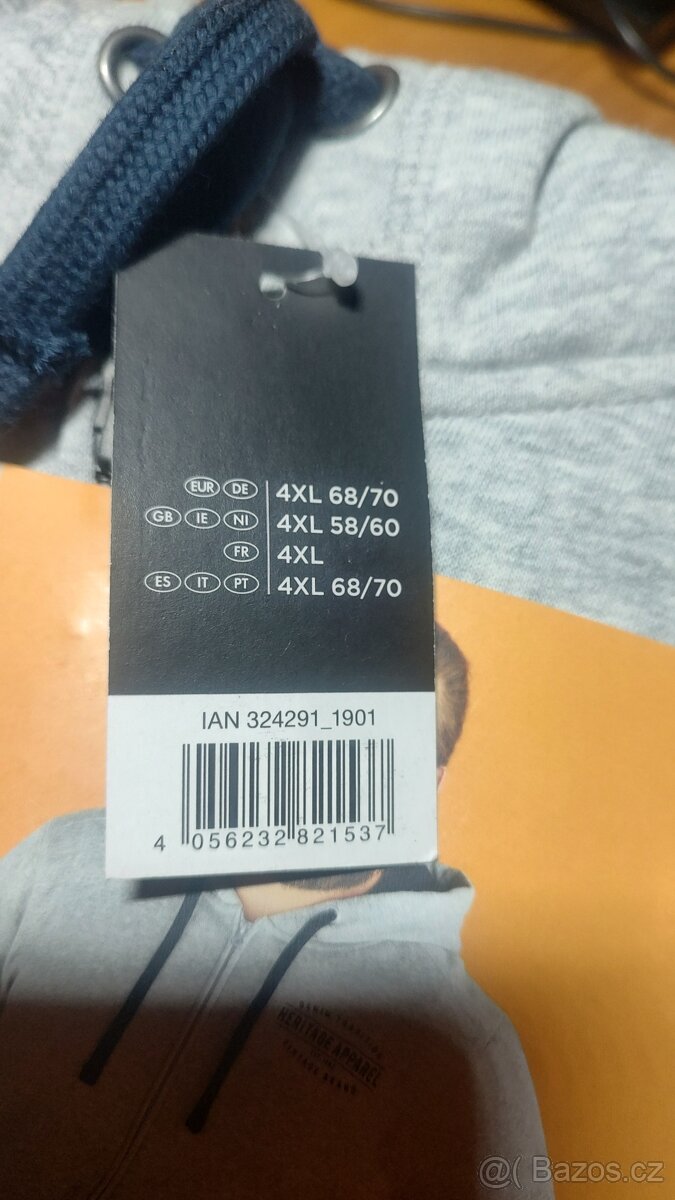 EUR DE 4XL 68/70
GB IE NI 4XL 58/60
FR 4XL
ES IT PT 4XL 68/70
IAN 324291_1901
4 056232 821537
HERITAGE APPAREL
@( Bazos.cz